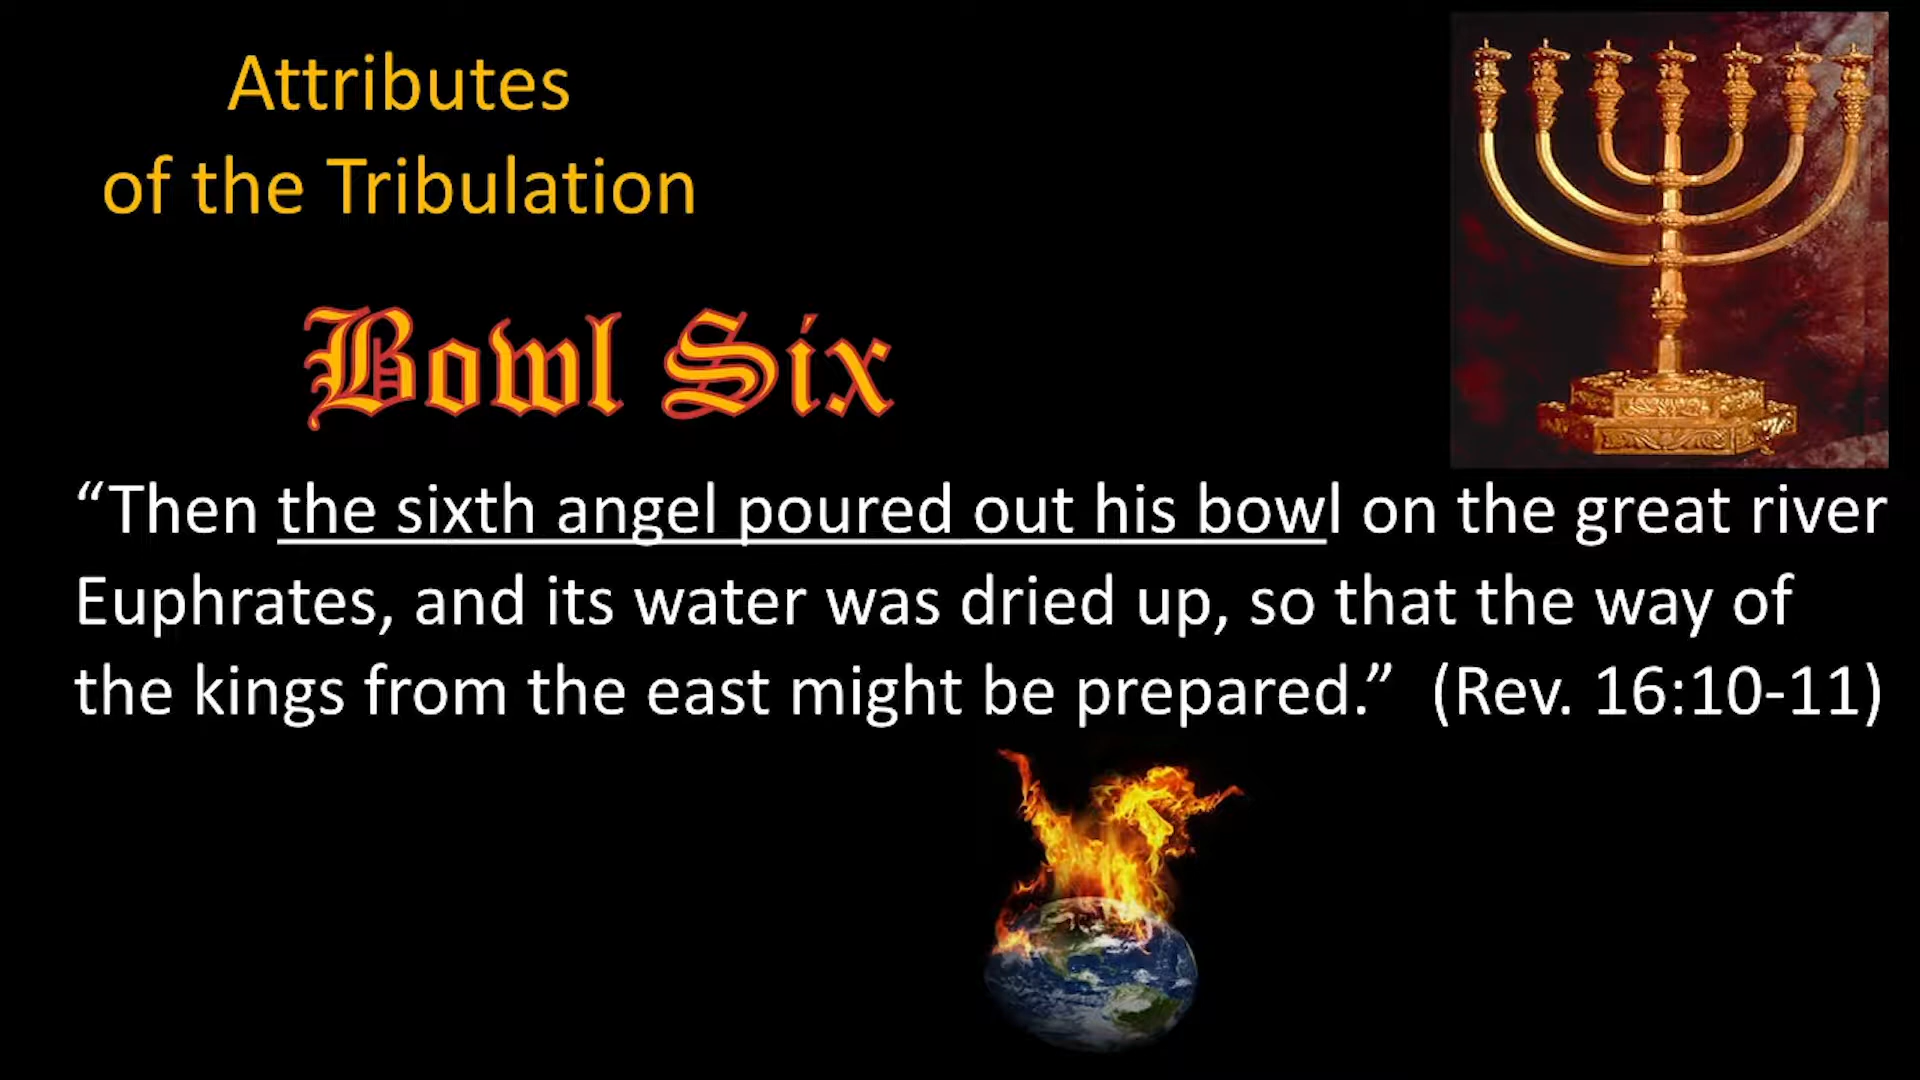 Attributes
of the Tribulation
Bowl Six
“Then the sixth angel poured out his bowl on the great river
Euphrates, and its water was dried up, so that the way of
the kings from the east might be prepared.” (Rev. 16:10-11)